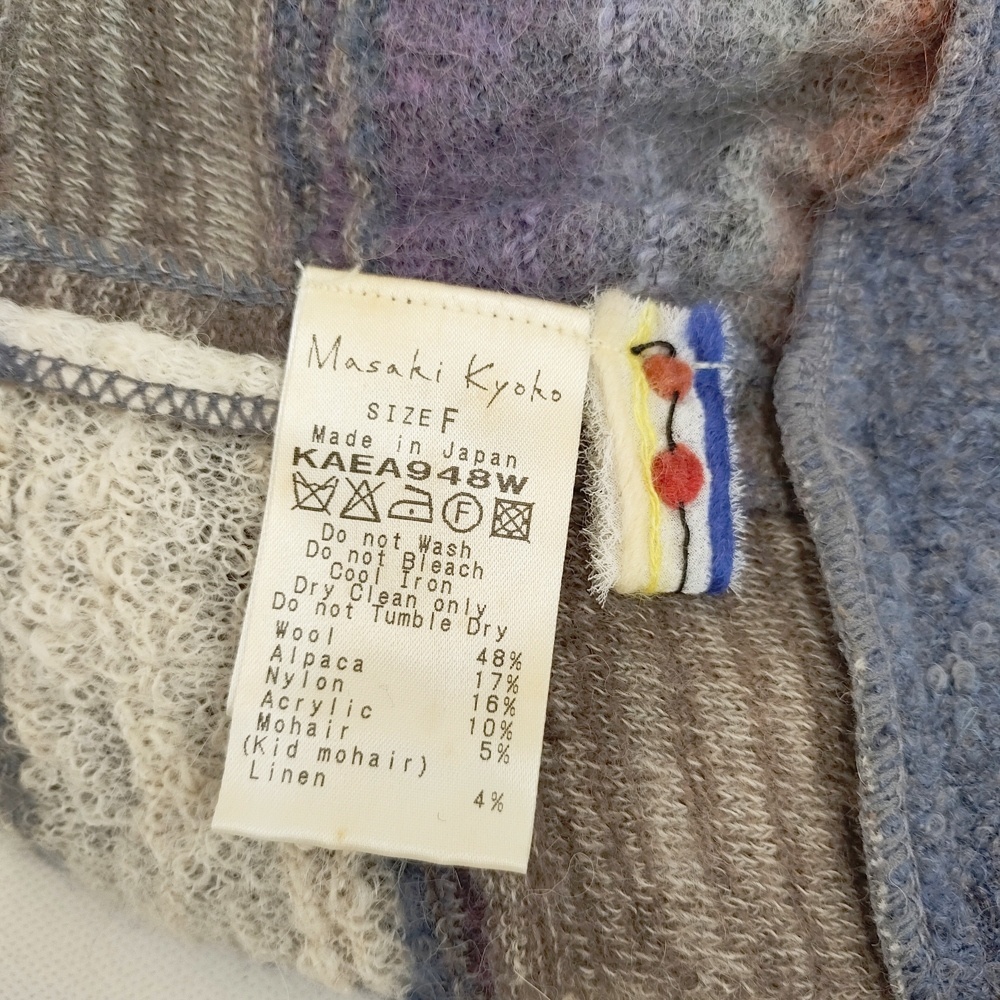 Masaki Kyoko
SIZE F
Made in Japan
KAEA948W
F
Do not Wash
Do not Bleach
Cool Iron
Dry Clean only
Do not Tumble Dry
Wool 48%
Alpaca 17%
Nylon 16%
Acrylic 10%
Mohair 5%
(Kid mohair)
Linen 4%